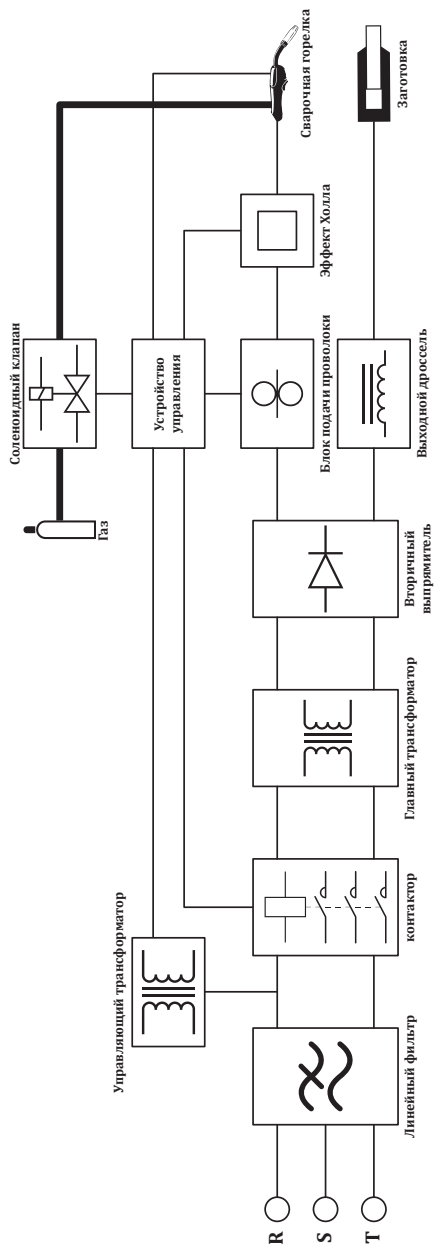 R
S
T
Линейный фильтр
Управляющий трансформатор
контактор
Главный трансформатор
Вторичный
выпрямитель
Газ
Соленоидный клапан
Устройство
управления
Блок подачи проволоки
Выходной дроссель
Эффект Холла
Сварочная горелка
Заготовка